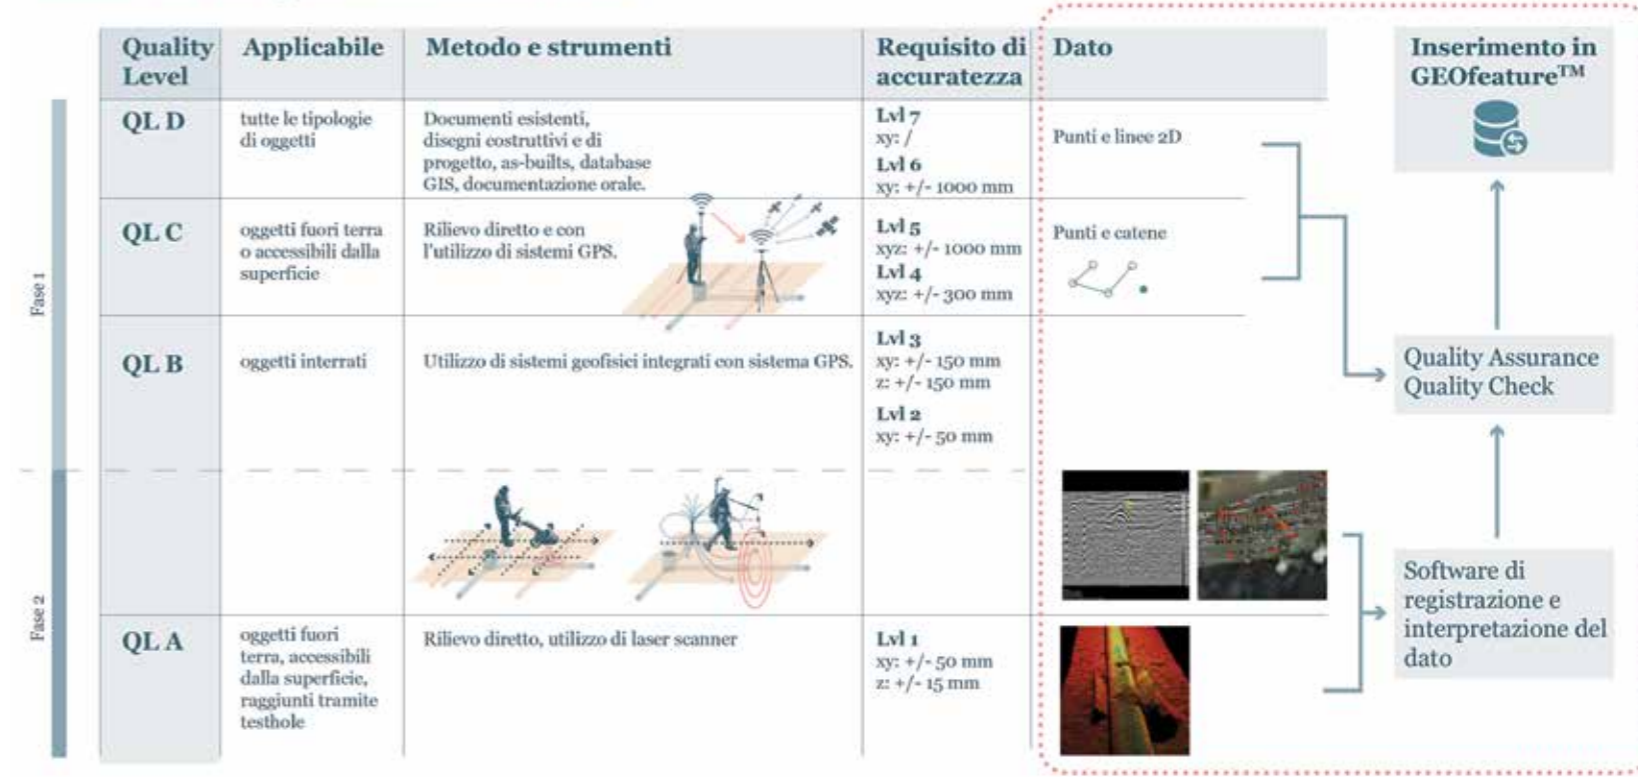 Quality Level
Applicabile
Metodo e strumenti
Requisito di accuratezza
Dato
Inserimento in
GEOfeature™
Fase 1
QL D
tutte le tipologie
di oggetti
Documenti esistenti,
disegni costruttivi e di
progetto, as-builts, database
GIS, documentazione orale.
Lvl 7
xy: /
Lvl 6
xy: +/- 1000 mm
Punti e linee 2D
QL C
oggetti fuori terra
o accessibili dalla
superficie
Rilievo diretto e con
l'utilizzo di sistemi GPS.
Lvl 5
xyz: +/- 1000 mm
Lvl 4
xyz: +/- 300 mm
Punti e catene
QL B
oggetti interrati
Utilizzo di sistemi geofisici integrati con sistema GPS.
Lvl 3
xy: +/- 150 mm
z: +/- 150 mm
Lvl 2
xy: +/- 50 mm
Quality Assurance
Quality Check
Fase 2
Software di
registrazione e
interpretazione del
dato
QL A
oggetti fuori
terra, accessibili
dalla superficie,
raggiunti tramite
testhole
Rilievo diretto, utilizzo di laser scanner
Lvl 1
xy: +/- 50 mm
z: +/- 15 mm